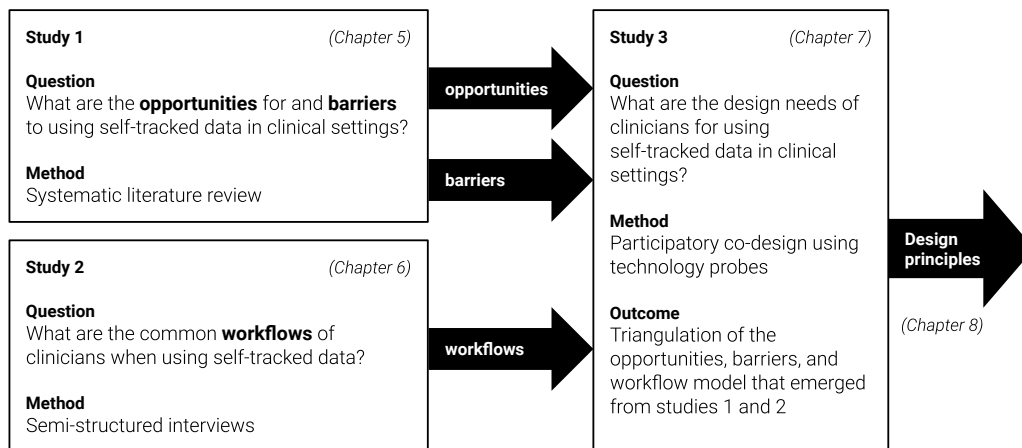 Study 1 (Chapter 5)
Question
What are the opportunities for and barriers
to using self-tracked data in clinical settings?
Method
Systematic literature review
opportunities
barriers
Study 2 (Chapter 6)
Question
What are the common workflows of
clinicians when using self-tracked data?
Method
Semi-structured interviews
workflows
Study 3 (Chapter 7)
Question
What are the design needs of
clinicians for using
self-tracked data in clinical
settings?
Method
Participatory co-design using
technology probes
Outcome
Triangulation of the
opportunities, barriers, and
workflow model that emerged
from studies 1 and 2
Design
principles
(Chapter 8)